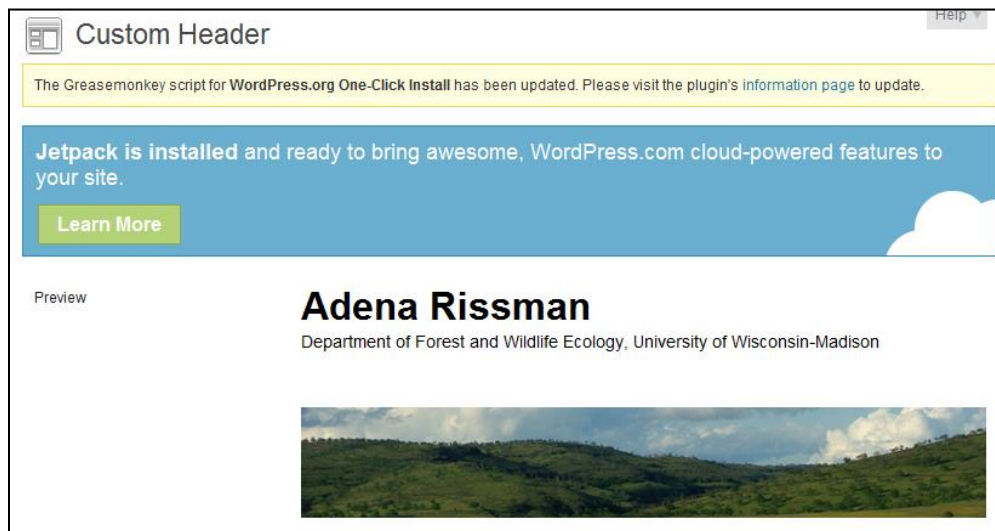 Help
Custom Header
The Greasemonkey script for WordPress.org One-Click Install has been updated. Please visit the plugin's information page to update.
Jetpack is installed and ready to bring awesome, WordPress.com cloud-powered features to
your site.
Learn More
Preview
Adena Rissman
Department of Forest and Wildlife Ecology, University of Wisconsin-Madison